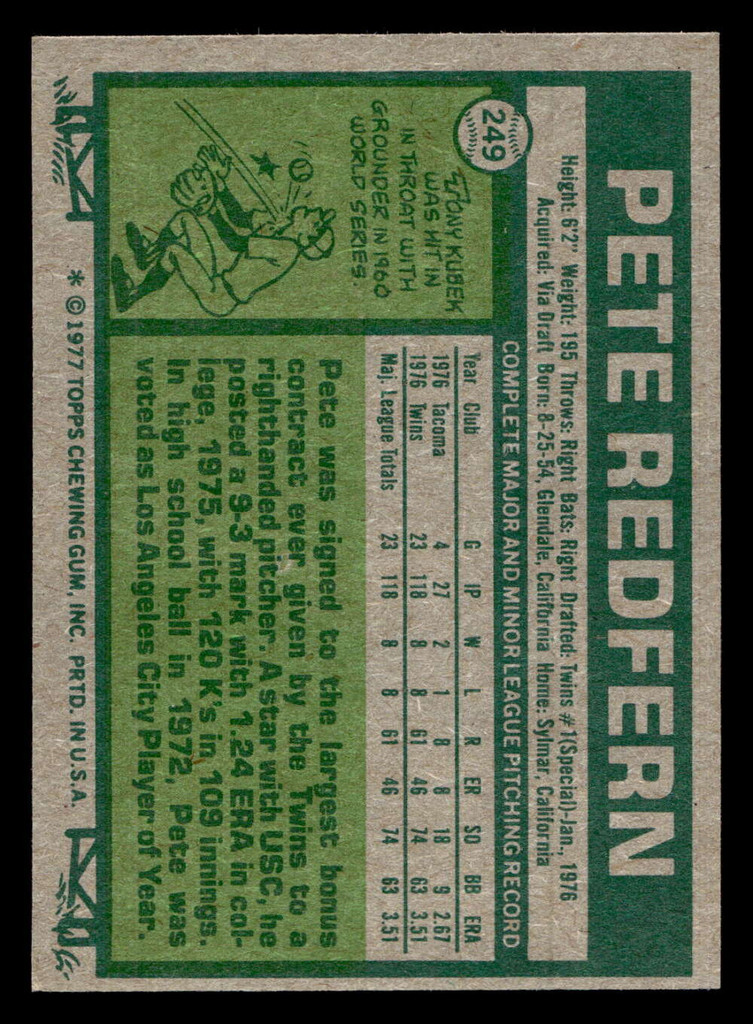 249
PETE REDFERN
Height: 6'2" Weight: 195 Throws: Right Bats: Right Drafted: Twins #1(Special)-Jan., 1976
Acquired: Via Draft Born: 8-25-54, Glendale, California Home: Sylmar, California
COMPLETE MAJOR AND MINOR LEAGUE PITCHING RECORD
Year Club G IP W L R ER SO BB ERA
1976 Tacoma 4 27 2 1 8 8 18 9 2.67
1976 Twins 23 118 8 8 61 46 74 63 3.51
Maj. League Totals 23 118 8 8 61 46 74 63 3.51
TONY KUBEK
WAS HIT IN
IN THROAT WITH
GROUNDER IN 1960
WORLD SERIES.
Pete was signed to the largest bonus
contract ever given by the Twins to a
righthanded pitcher. A star with USC, he
posted a 9-3 mark with 1.24 ERA in col-
lege, 1975, with 120 K's in 109 innings.
In high school ball in 1972, Pete was
voted as Los Angeles City Player of Year.
* © 1977 TOPPS CHEWING GUM, INC. PRTD. IN U.S.A.